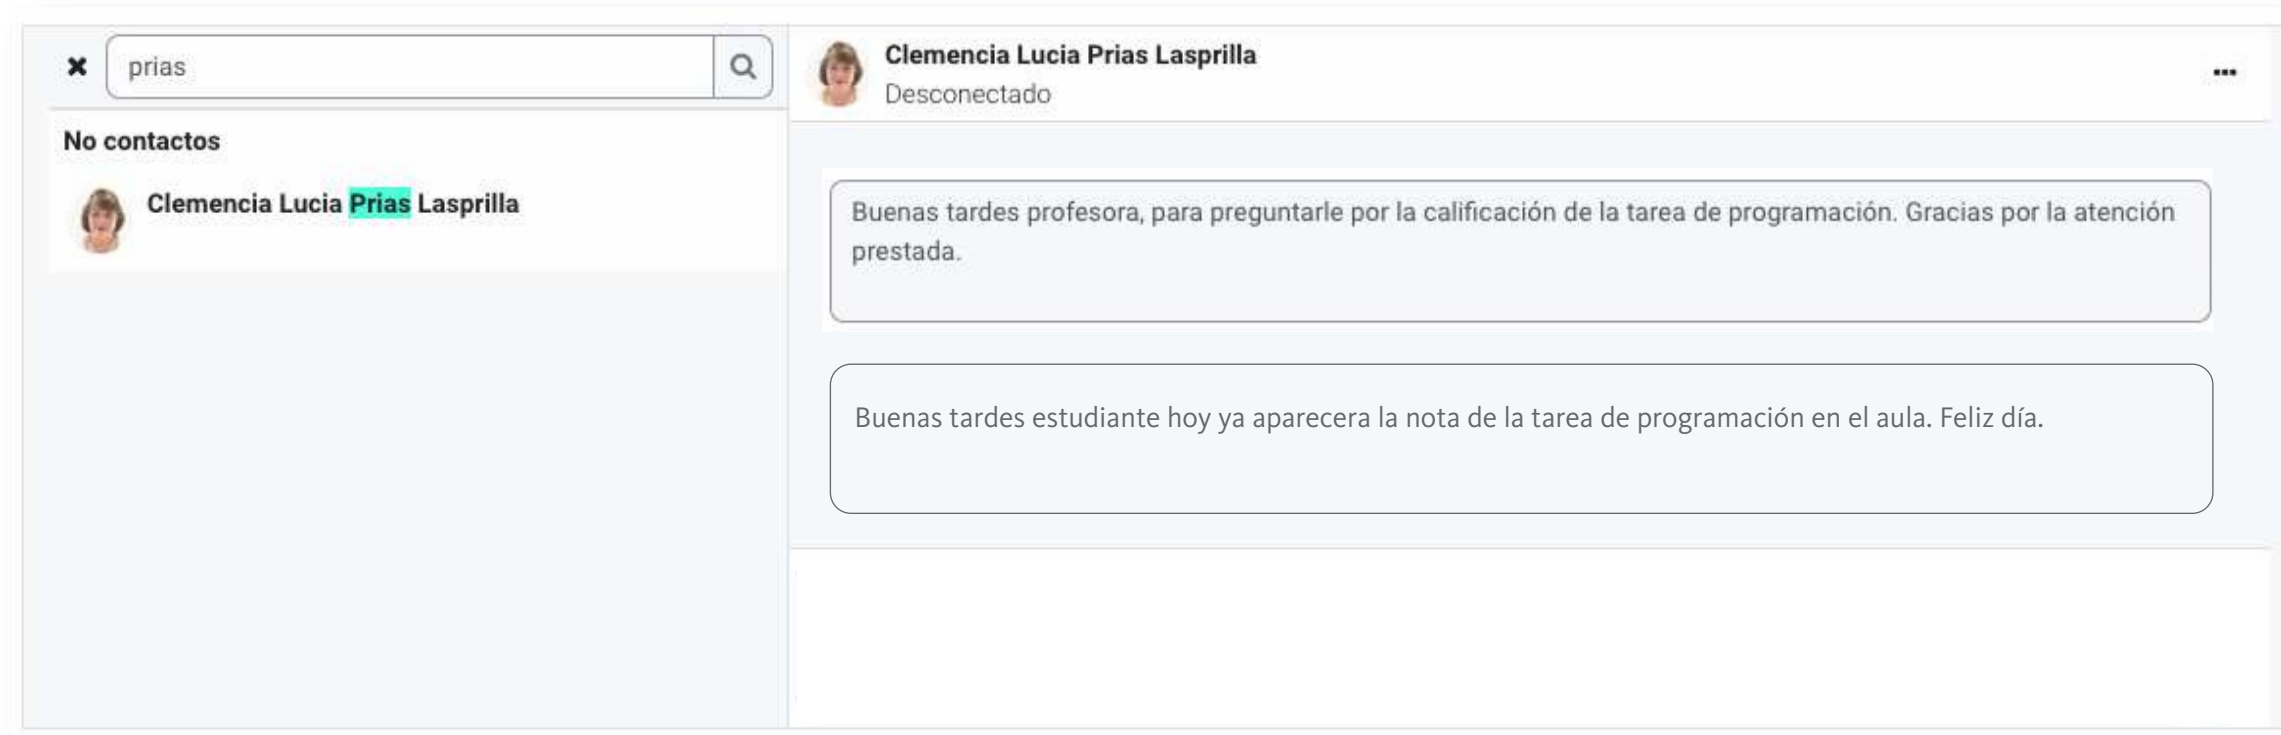 prias
No contactos
Clemencia Lucia Prias Lasprilla
Clemencia Lucia Prias Lasprilla
Desconectado
Buenas tardes profesora, para preguntarle por la calificación de la tarea de programación. Gracias por la atención
prestada.
Buenas tardes estudiante hoy ya aparecera la nota de la tarea de programación en el aula. Feliz día.